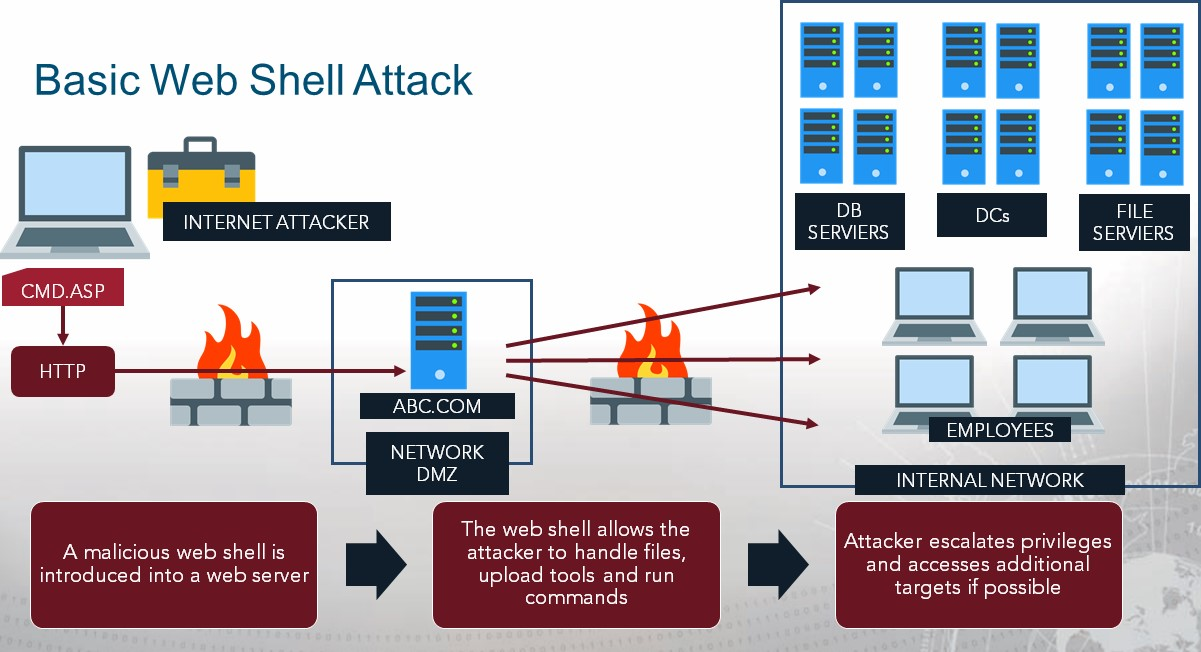 Basic Web Shell Attack
INTERNET ATTACKER
CMD.ASP
HTTP
ABC.COM
NETWORK
DMZ
DB
SERVIERS
DCs
FILE
SERVIERS
EMPLOYEES
INTERNAL NETWORK
A malicious web shell is
introduced into a web server
The web shell allows the
attacker to handle files,
upload tools and run
commands
Attacker escalates privileges
and accesses additional
targets if possible